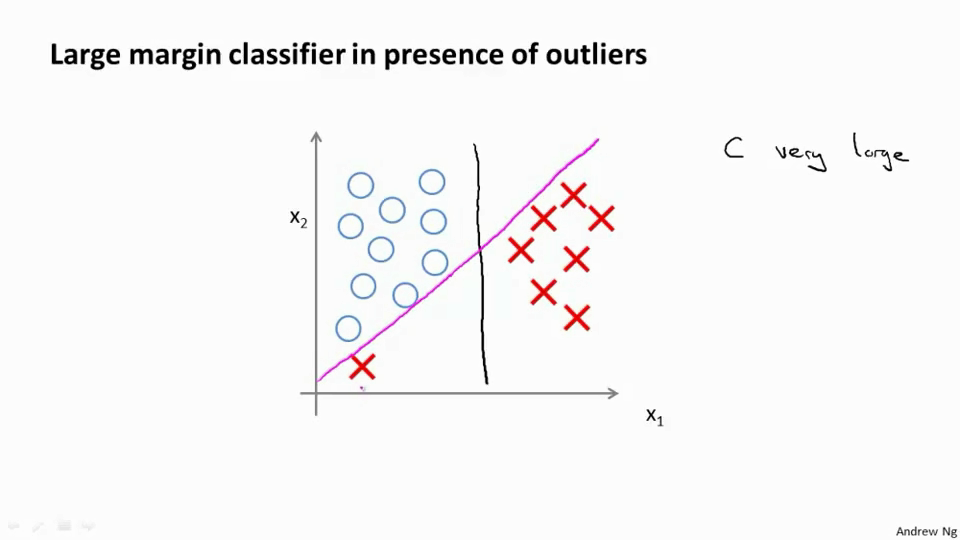 Large margin classifier in presence of outliers
C very large
x2
x1
Andrew Ng